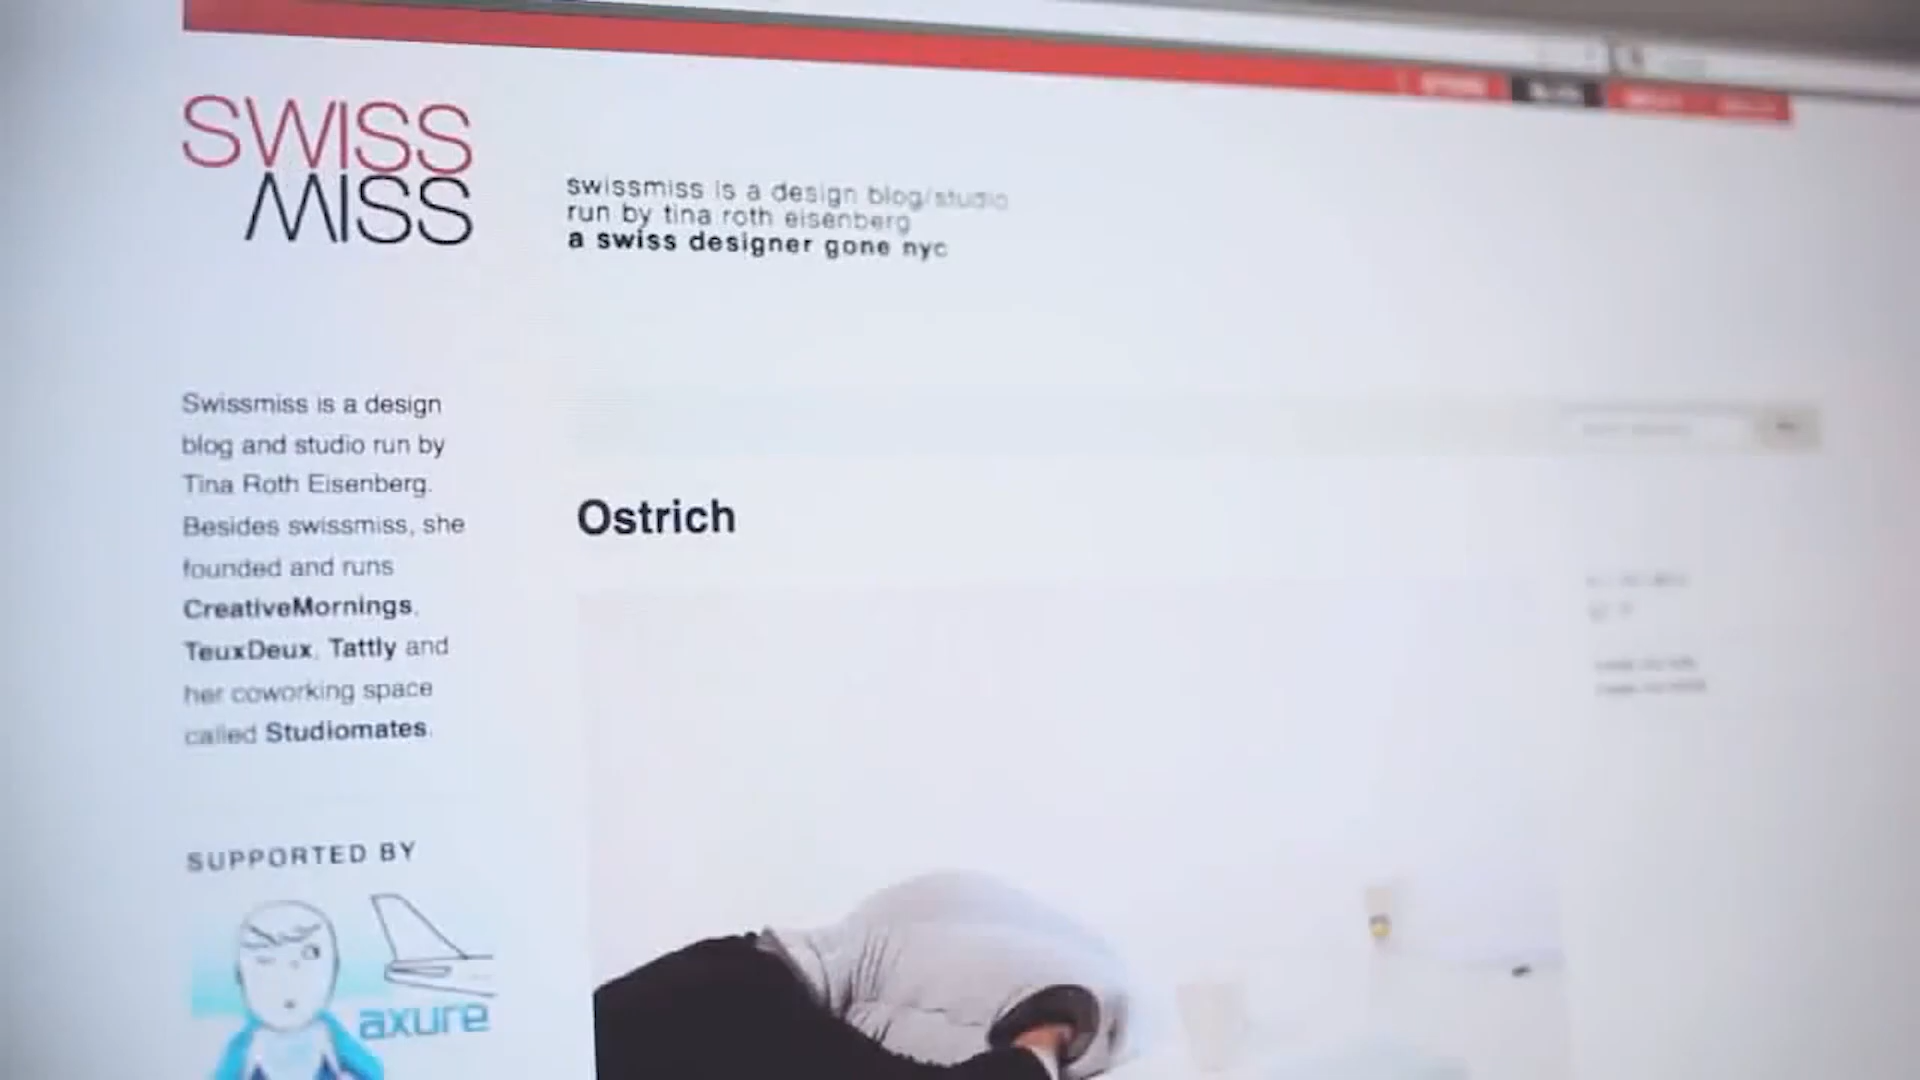 SWISS
MISS
swissmiss is a design blog/studio
run by tina roth eisenberg
a swiss designer gone nyc
Swissmiss is a design
blog and studio run by
Tina Roth Eisenberg.
Besides swissmiss, she
founded and runs
CreativeMornings,
TeuxDeux, Tattly and
her coworking space
called Studiomates.
SUPPORTED BY
axure
Ostrich